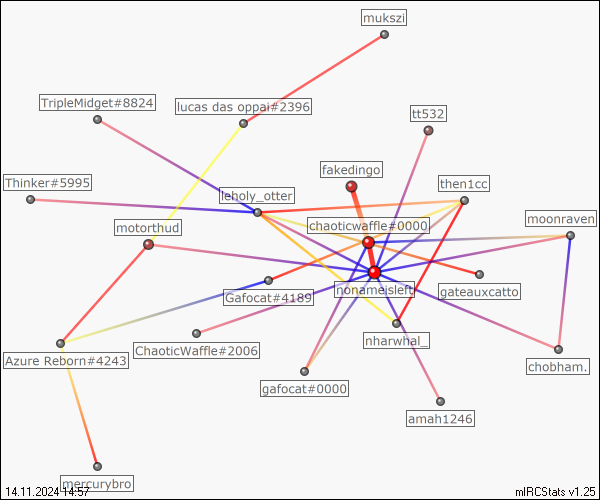 mukszi
TripleMidget#8824
lucas das oppai#2396
tt532
fakedingo
Thinker#5995
then1cc
leholy_otter
moonraven
motorthud
chaoticwaffle#0000
nonameisleft
gateauxcatto
Gafocat#4189
nharwhal_
ChaoticWaffle#2006
Azure Reborn#4243
chobham.
gafocat#0000
amah1246
mercurybro
14.11.2024 14:57
mIRCStats v1.25